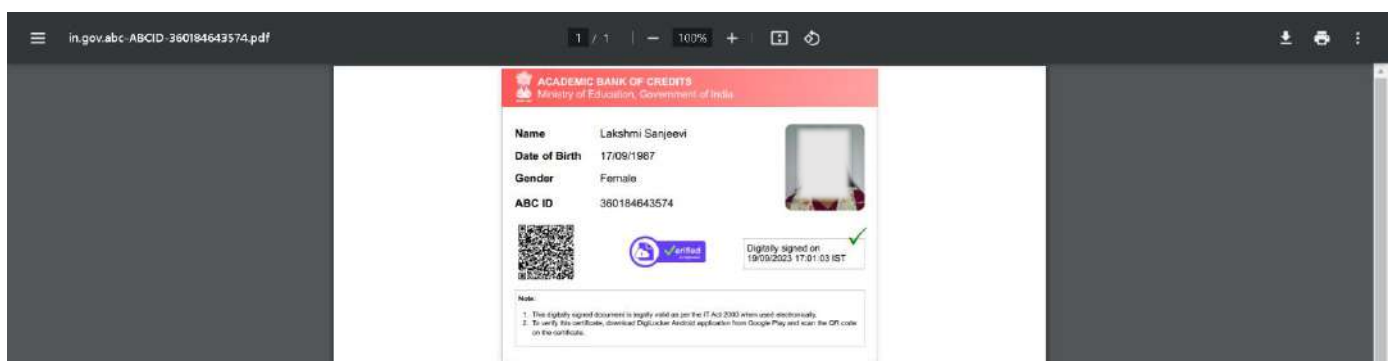 in.gov.abc-ABCID-360184643574.pdf
1 / 1
100%
ACADEMIC BANK OF CREDITS
Ministry of Education, Government of India
Name Lakshmi Sanjeevi
Date of Birth 17/09/1987
Gender Female
ABC ID 360184643574
Verified
Digitally signed on
19/09/2023 17:01:03 IST
Note:
1. This digitally signed document is legally valid as per the IT Act 2000 when used electronically.
2. To verify this certificate, download DigiLocker Android application from Google Play and scan the QR code
on the certificate.